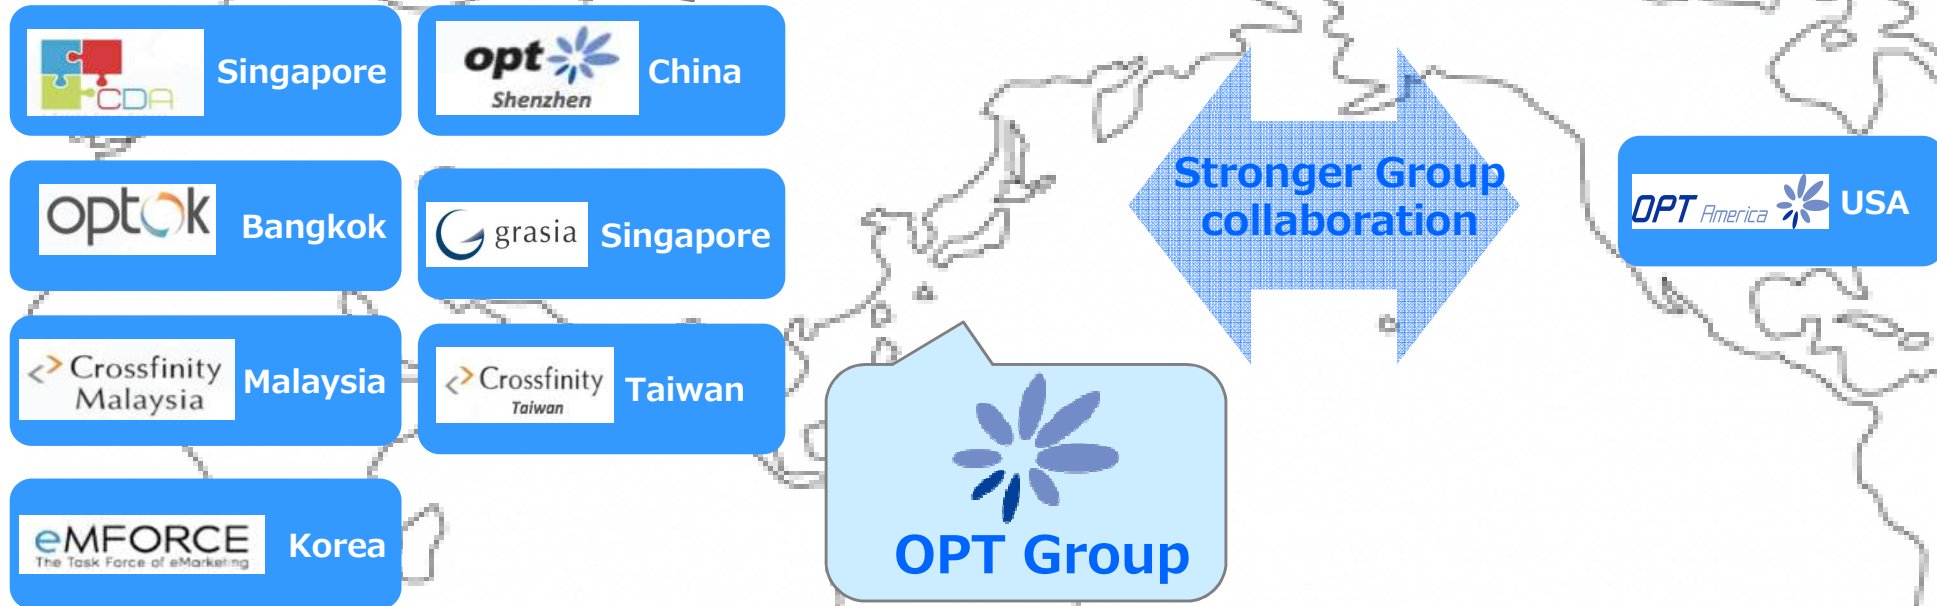 CDA
Singapore
opt
Shenzhen
China
optok
Bangkok
grasia
Singapore
Crossfinity
Malaysia
Malaysia
Crossfinity
Taiwan
Taiwan
eMFORCE
The Task Force of eMarketing
Korea
Stronger Group
collaboration
OPT America
USA
OPT Group